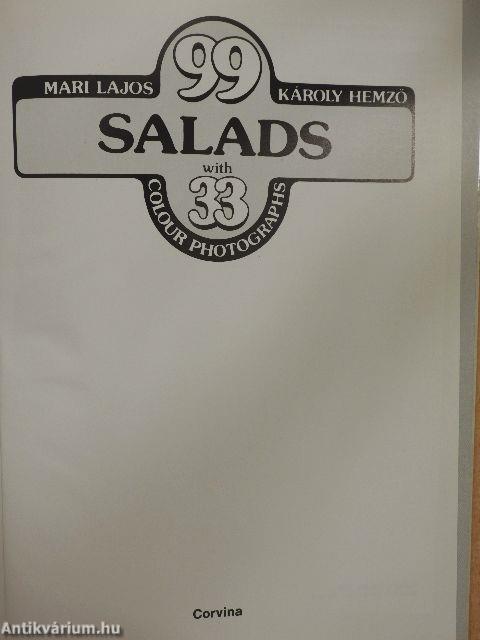 99
MARI LAJOS KÁROLY HEMZŐ
SALADS
with
33
COLOUR PHOTOGRAPHS
Corvina
Antikvárium.hu